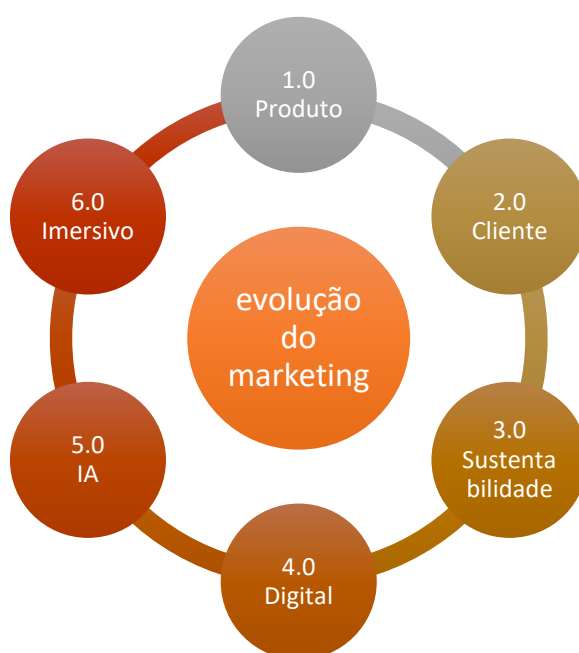 1.0
Produto
2.0
Cliente
3.0
Sustenta
bilidade
4.0
Digital
5.0
IA
6.0
Imersivo
evolução
do
marketing